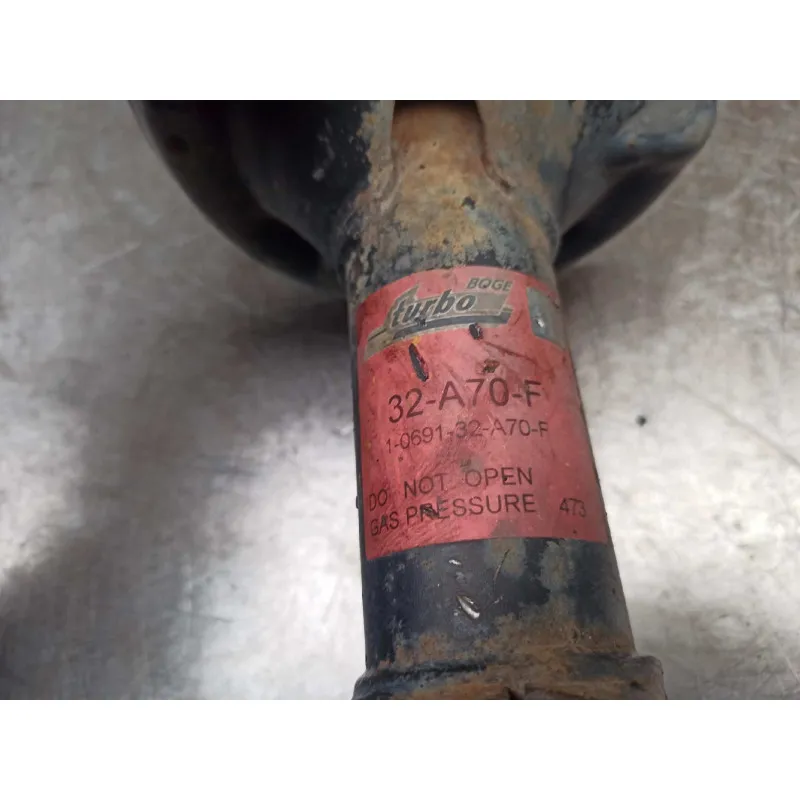 BOGE
turbo
32-A70-F
1-0691-32-A70-F
DO NOT OPEN
GAS PRESSURE 473